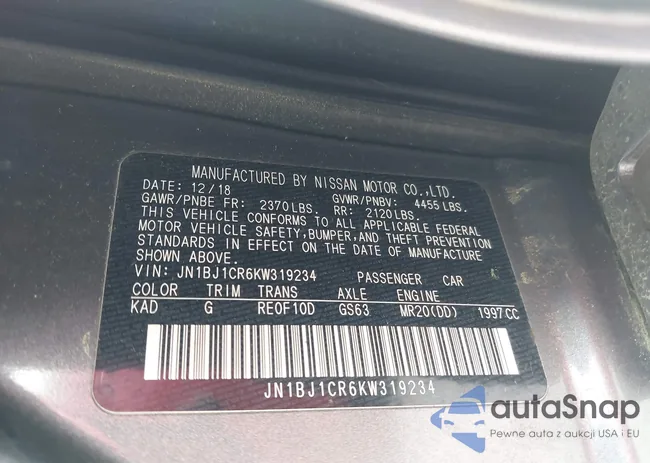 MANUFACTURED BY NISSAN MOTOR CO.,LTD.
DATE: 12/18 GVWR/PNBV: 4455 LBS.
GAWR/PNBE FR: 2370 LBS. RR: 2120 LBS.
THIS VEHICLE CONFORMS TO ALL APPLICABLE FEDERAL
MOTOR VEHICLE SAFETY, BUMPER, AND THEFT PREVENTION
STANDARDS IN EFFECT ON THE DATE OF MANUFACTURE
SHOWN ABOVE.
VIN: JN1BJ1CR6KW319234 PASSENGER CAR
COLOR TRIM TRANS AXLE ENGINE
KAD G RE0F10D GS63 MR20(DD) 1997CC
JN1BJ1CR6KW319234
autaSnap
Pewne auta z aukcji USA i EU